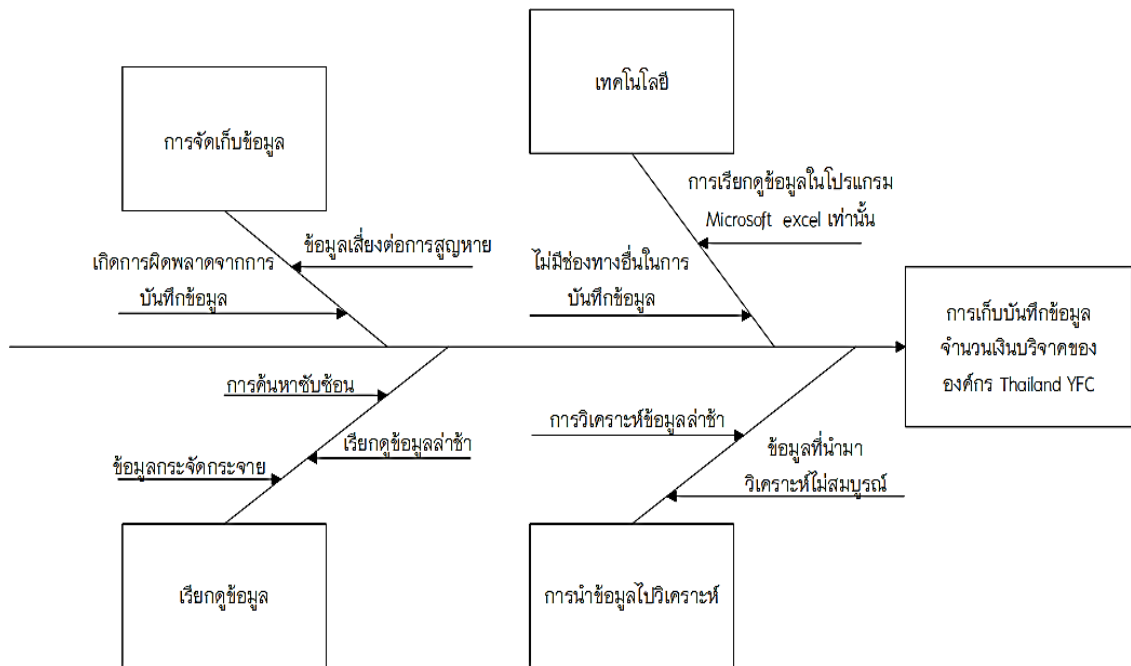 เทคโนโลยี
การจัดเก็บข้อมูล
การเรียกดูข้อมูลในโปรแกรม
Microsoft excel เท่านั้น
ข้อมูลเสี่ยงต่อการสูญหาย
เกิดการผิดพลาดจากการ
บันทึกข้อมูล
ไม่มีช่องทางอื่นในการ
บันทึกข้อมูล
การเก็บบันทึกข้อมูล
จำนวนเงินบริจาคของ
องค์กร Thailand YFC
การค้นหาซับซ้อน
เรียกดูข้อมูลล่าช้า
ข้อมูลกระจัดกระจาย
การวิเคราะห์ข้อมูลล่าช้า
ข้อมูลที่นำมา
วิเคราะห์ไม่สมบูรณ์
เรียกดูข้อมูล
การนำข้อมูลไปวิเคราะห์